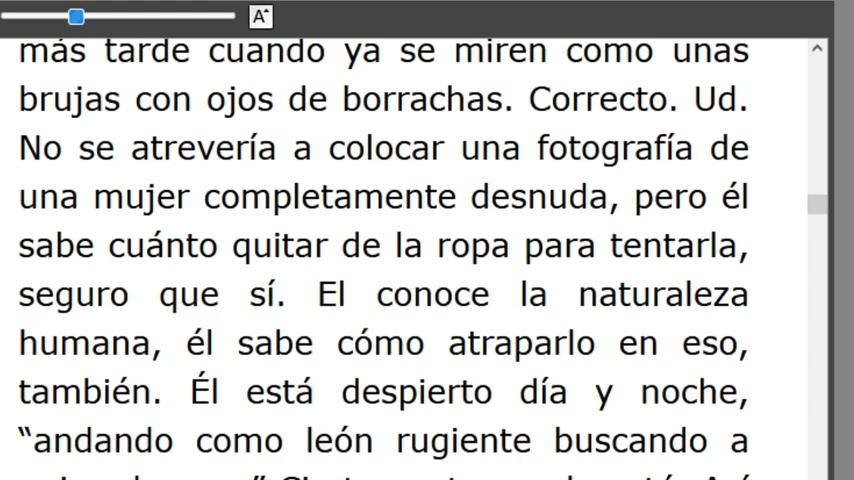 A
más tarde cuando ya se miren como unas
brujas con ojos de borrachas. Correcto. Ud.
No se atrevería a colocar una fotografía de
una mujer completamente desnuda, pero él
sabe cuánto quitar de la ropa para tentarla,
seguro que sí. El conoce la naturaleza
humana, él sabe cómo atraparlo en eso,
también. Él está despierto día y noche,
“andando como león rugiente buscando a